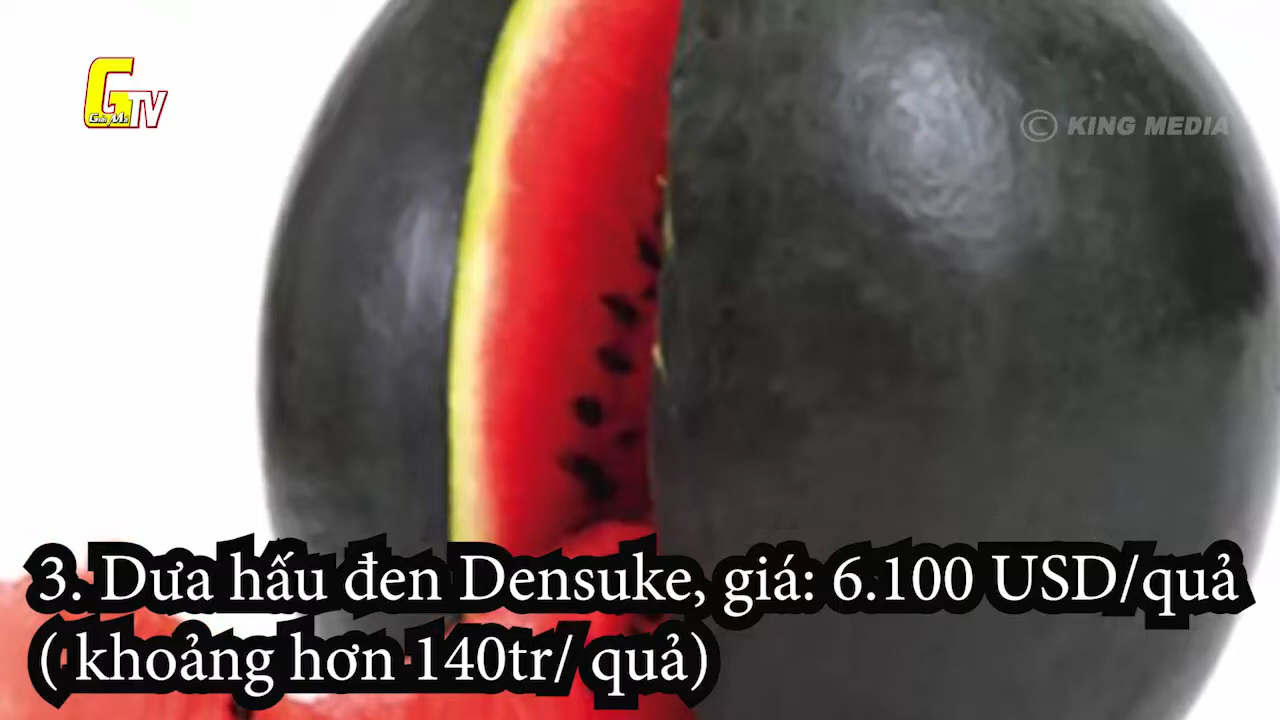 GTV
© KING MEDIA
3. Dưa hấu đen Densuke, giá: 6.100 USD/quả
( khoảng hơn 140tr/ quả)